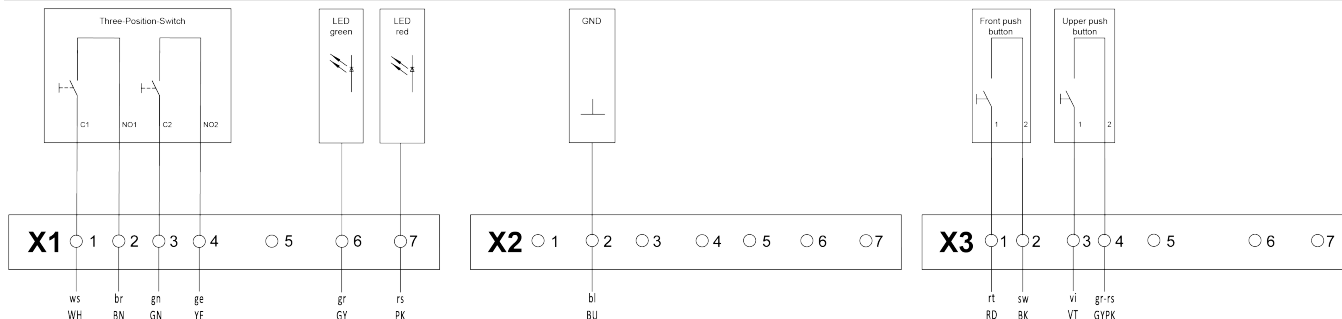 Three-Position-Switch
C1 NO1 C2 NO2
LED
green
LED
red
GND
Front push
button
1 2
Upper push
button
1 2
X1 1 2 3 4 5 6 7
X2 1 2 3 4 5 6 7
X3 1 2 3 4 5 6 7
ws br gn ge gr rs
WH BN GN YE GY PK
bl
BU
rt sw vi gr-rs
RD BK VT GYPK